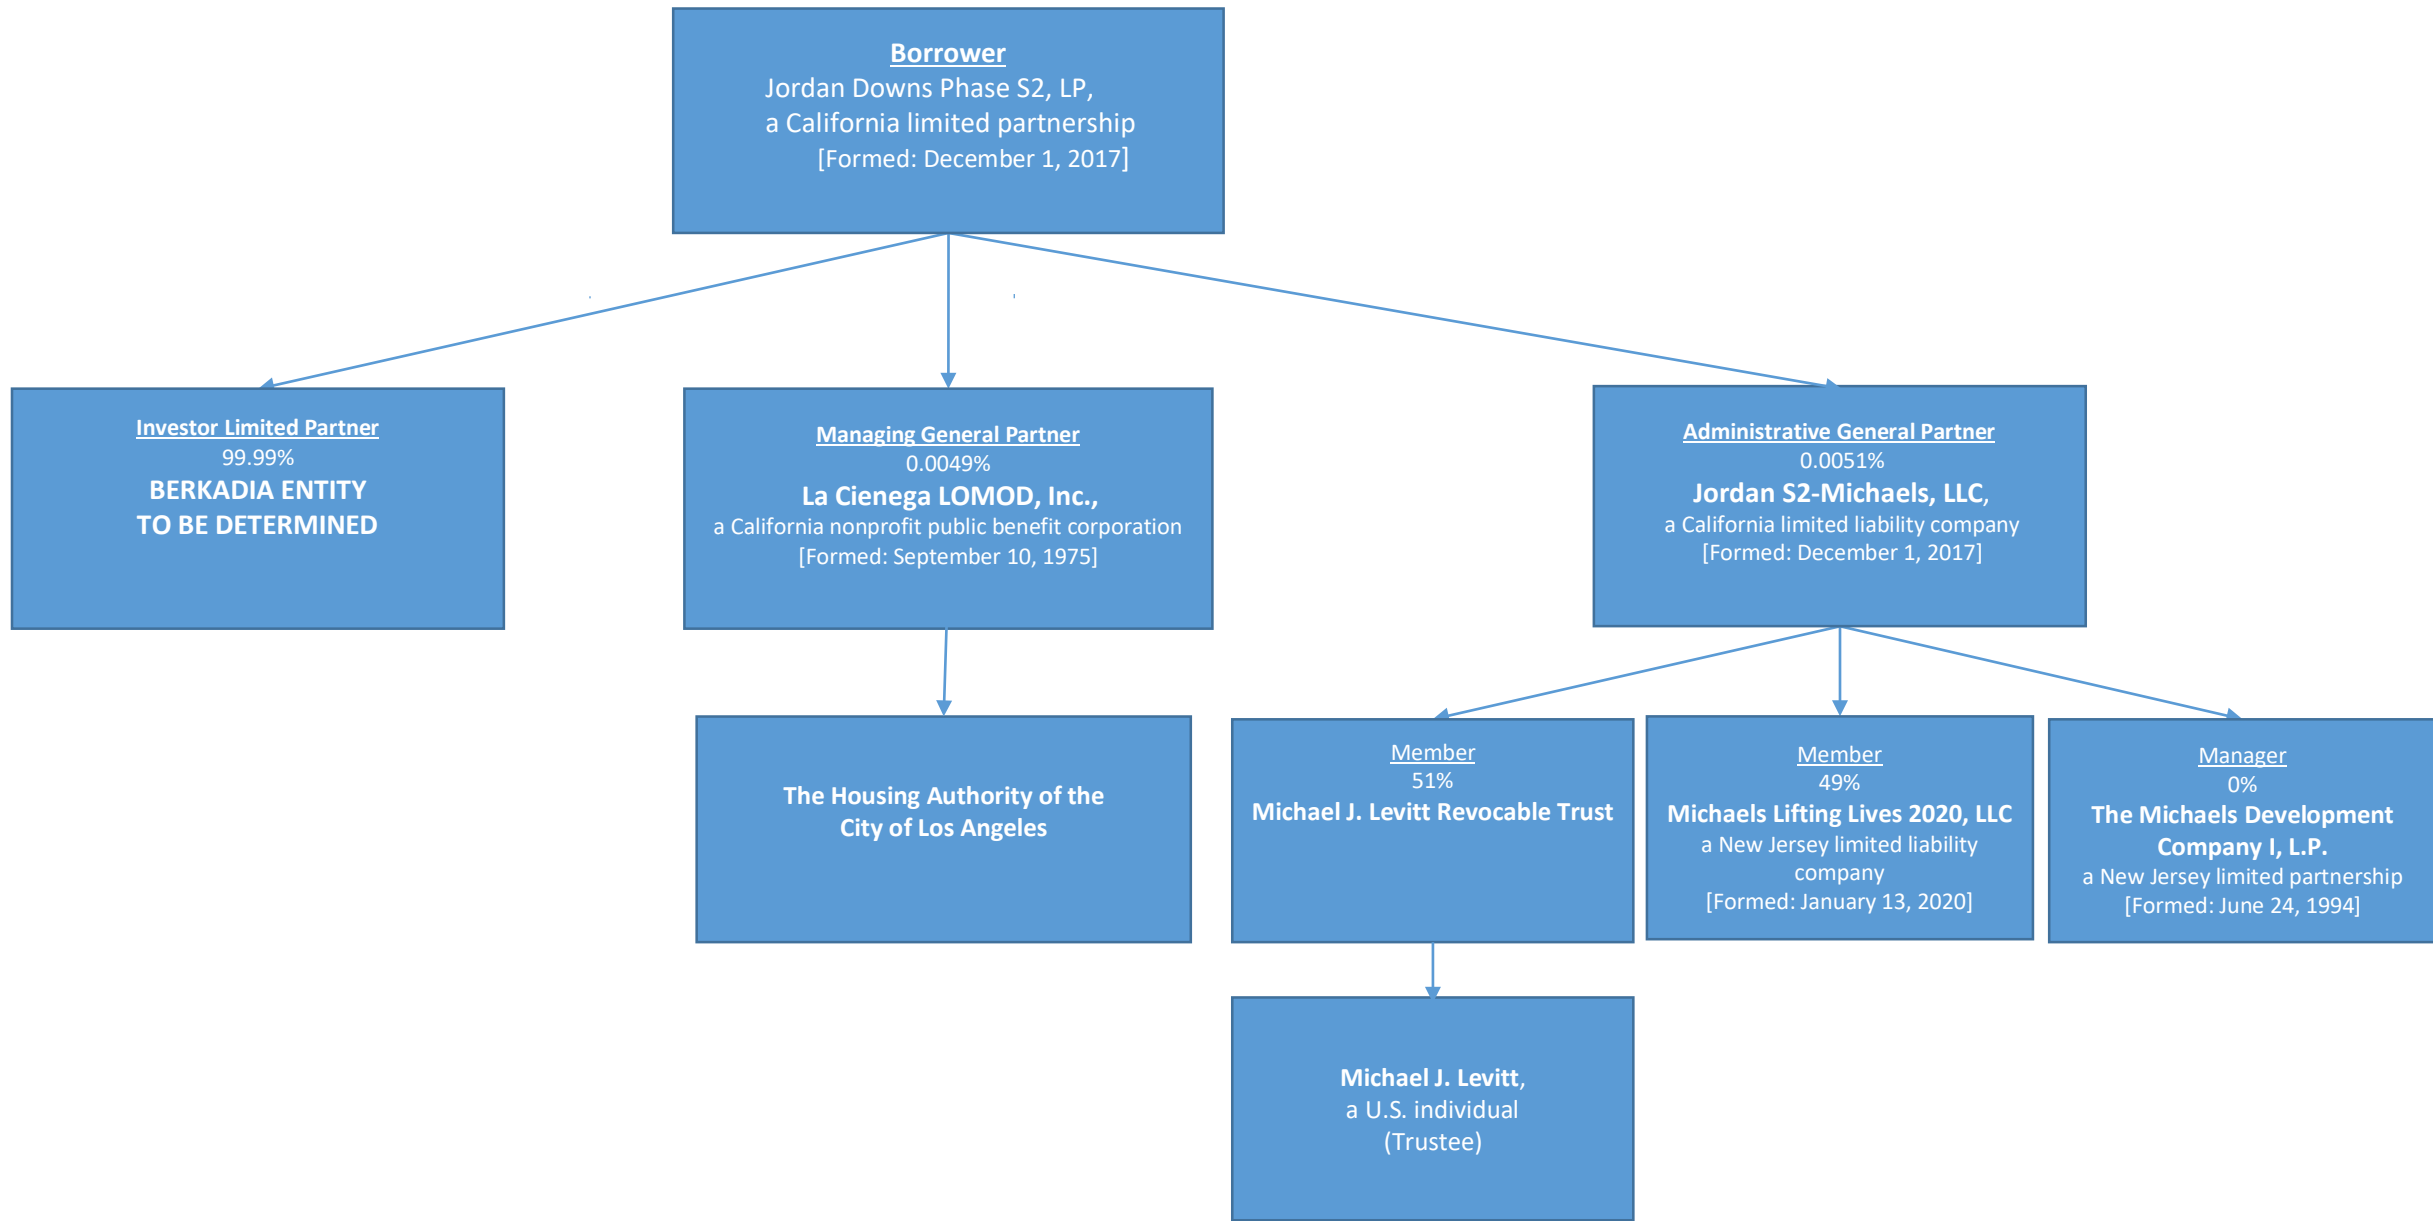 Borrower
Jordan Downs Phase S2, LP,
a California limited partnership
[Formed: December 1, 2017]
Investor Limited Partner
99.99%
BERKADIA ENTITY
TO BE DETERMINED
Managing General Partner
0.0049%
La Cienega LOMOD, Inc.,
a California nonprofit public benefit corporation
[Formed: September 10, 1975]
Administrative General Partner
0.0051%
Jordan S2-Michaels, LLC,
a California limited liability company
[Formed: December 1, 2017]
The Housing Authority of the
City of Los Angeles
Member
51%
Michael J. Levitt Revocable Trust
Member
49%
Michaels Lifting Lives 2020, LLC
a New Jersey limited liability
company
[Formed: January 13, 2020]
Manager
0%
The Michaels Development
Company I, L.P.
a New Jersey limited partnership
[Formed: June 24, 1994]
Michael J. Levitt,
a U.S. individual
(Trustee)